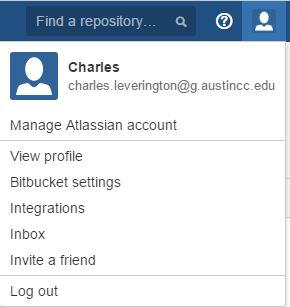 Find a repository...
Charles
charles.leverington@g.austincc.edu
Manage Atlassian account
View profile
Bitbucket settings
Integrations
Inbox
Invite a friend
Log out